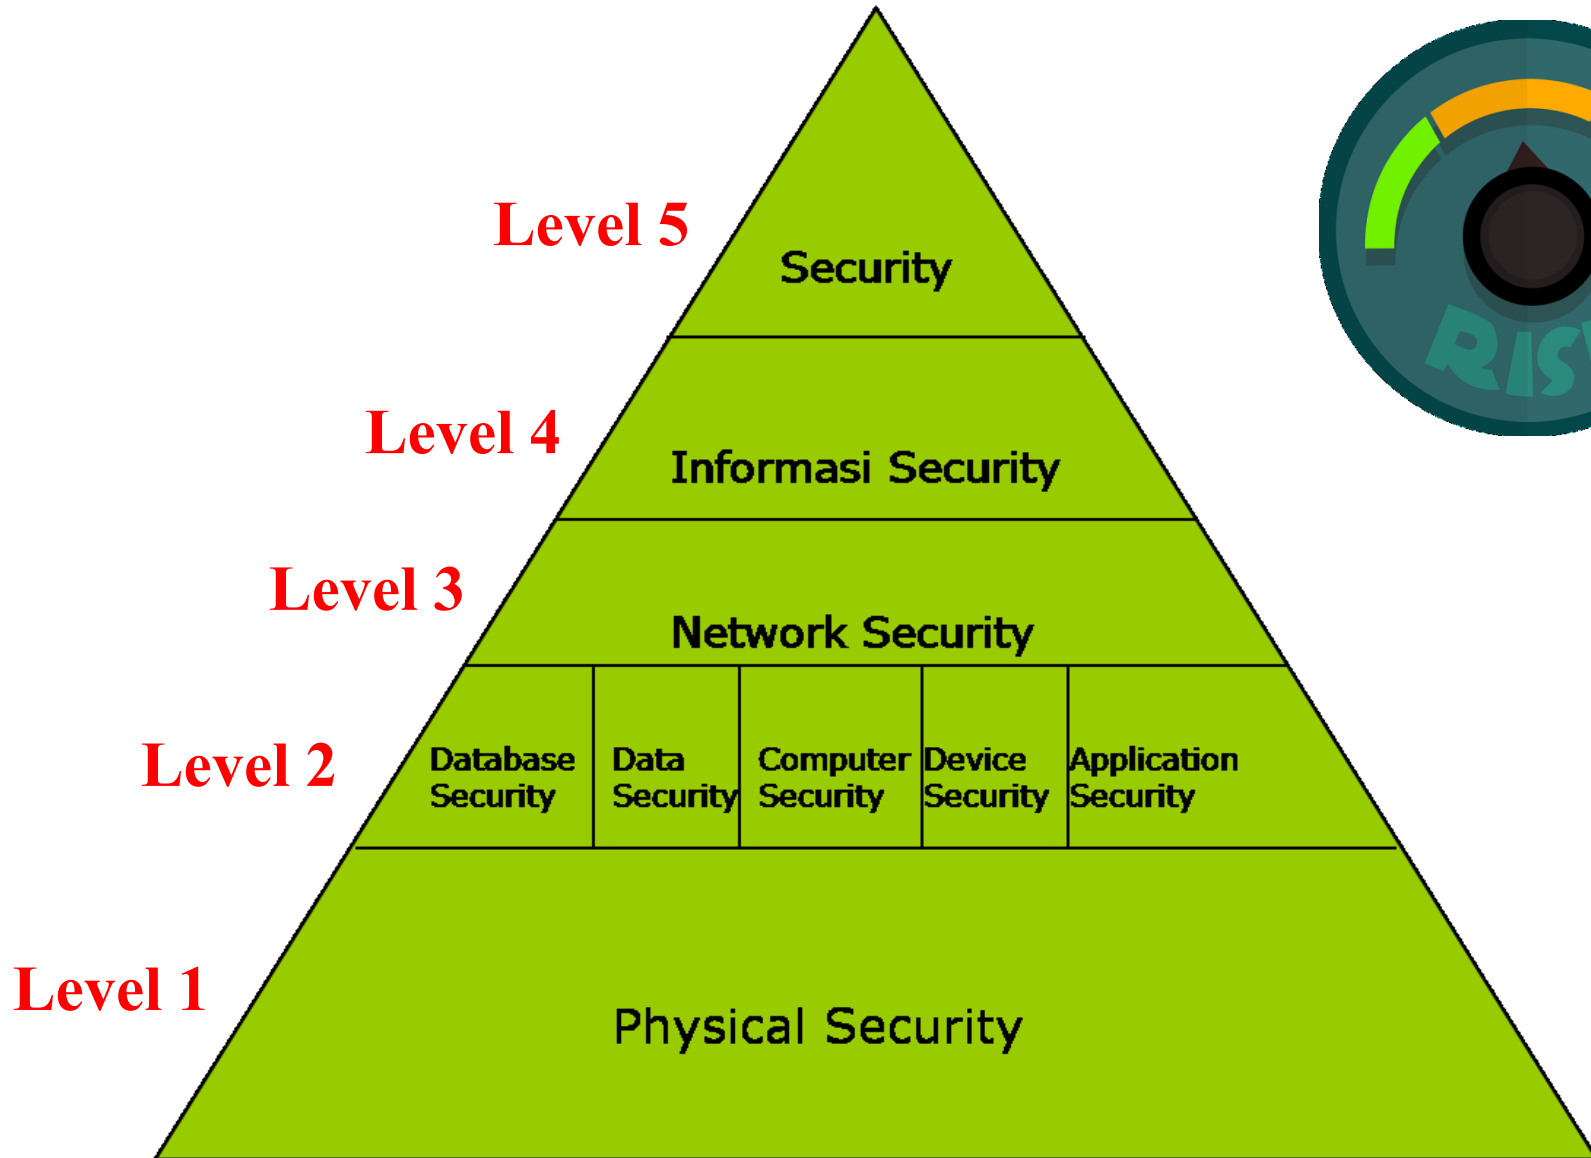 Level 5
Security
Level 4
Informasi Security
Level 3
Network Security
Level 2
Database Security
Data Security
Computer Security
Device Security
Application Security
Level 1
Physical Security